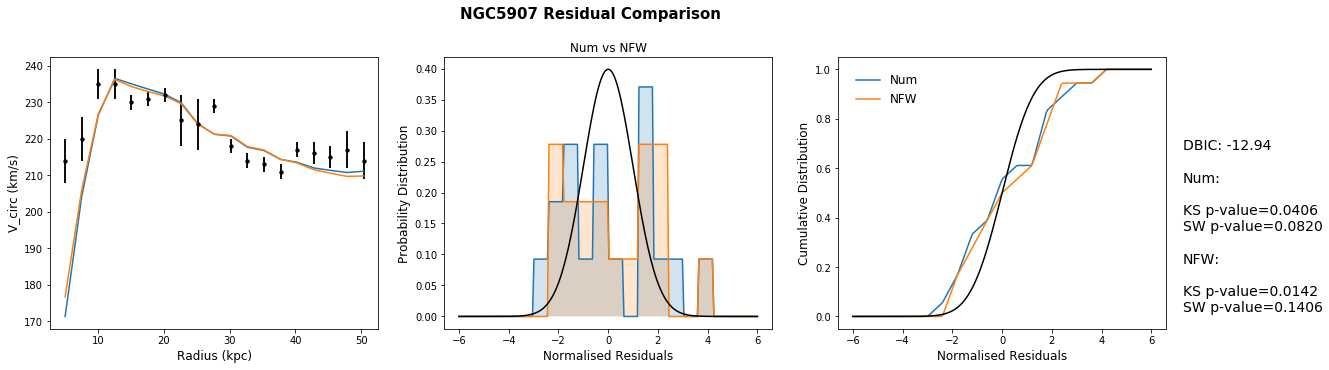 NGC5907 Residual Comparison
V_circ (km/s)
240
230
220
210
200
190
180
170
10
20
30
40
50
Radius (kpc)
Num vs NFW
Probability Distribution
0.40
0.35
0.30
0.25
0.20
0.15
0.10
0.05
0.00
−6
−4
−2
0
2
4
6
Normalised Residuals
Cumulative Distribution
1.0
0.8
0.6
0.4
0.2
0.0
Num
NFW
−6
−4
−2
0
2
4
6
Normalised Residuals
DBIC: -12.94
Num:
KS p-value=0.0406
SW p-value=0.0820
NFW:
KS p-value=0.0142
SW p-value=0.1406